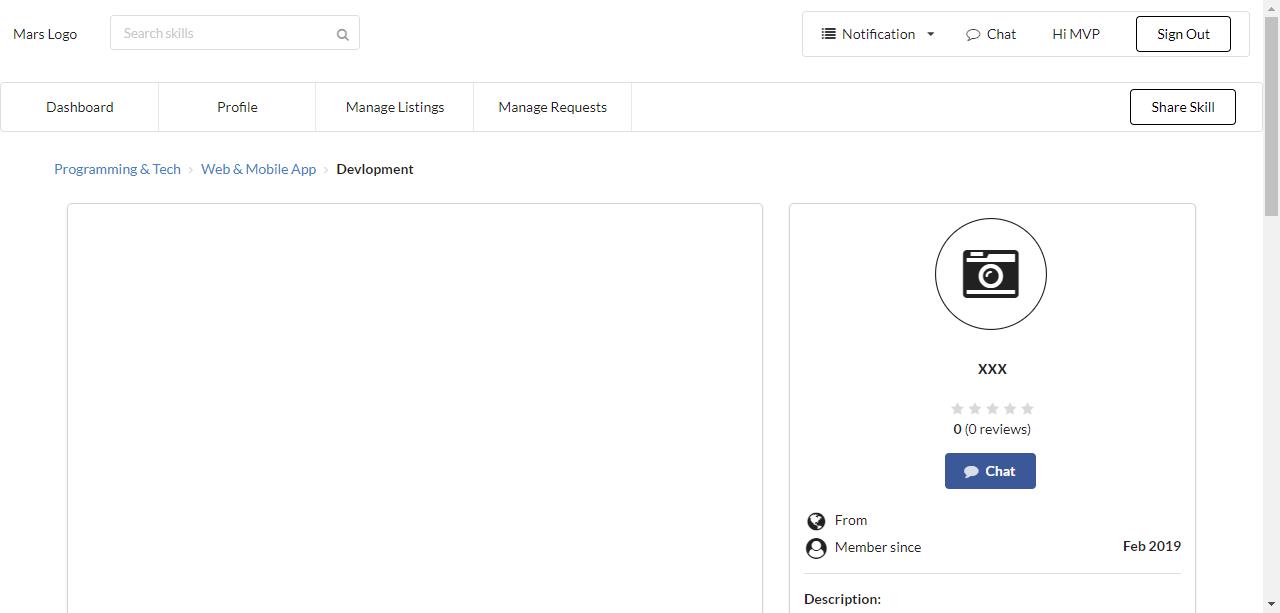 Mars Logo
Search skills
Notification
Chat
Hi MVP
Sign Out
Dashboard
Profile
Manage Listings
Manage Requests
Share Skill
Programming & Tech › Web & Mobile App › Devlopment
XXX
0 (0 reviews)
Chat
From
Member since Feb 2019
Description: